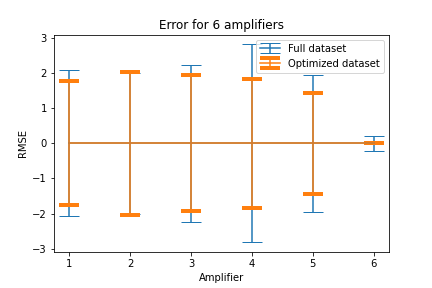 Error for 6 amplifiers
Full dataset
Optimized dataset
3
2
1
0
−1
−2
−3
RMSE
1 2 3 4 5 6
Amplifier